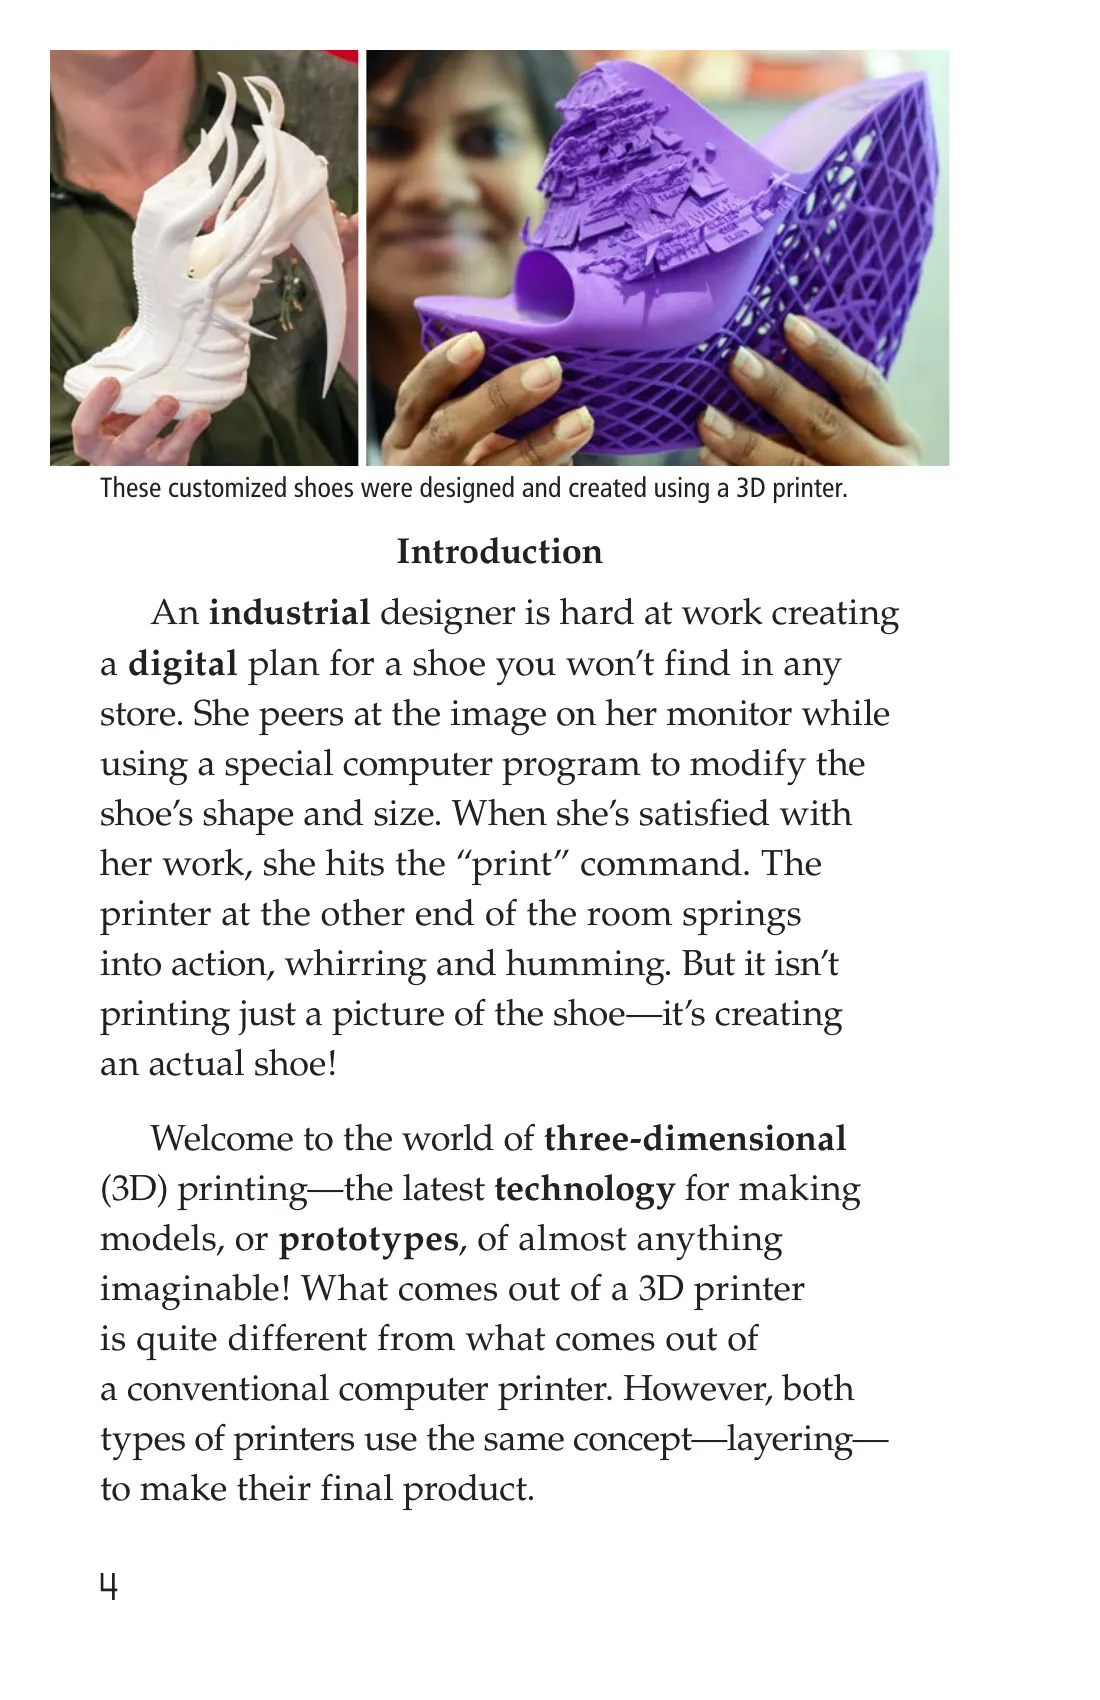 These customized shoes were designed and created using a 3D printer.
Introduction
An industrial designer is hard at work creating
a digital plan for a shoe you won’t find in any
store. She peers at the image on her monitor while
using a special computer program to modify the
shoe’s shape and size. When she’s satisfied with
her work, she hits the “print” command. The
printer at the other end of the room springs
into action, whirring and humming. But it isn’t
printing just a picture of the shoe—it’s creating
an actual shoe!
Welcome to the world of three-dimensional
(3D) printing—the latest technology for making
models, or prototypes, of almost anything
imaginable! What comes out of a 3D printer
is quite different from what comes out of
a conventional computer printer. However, both
types of printers use the same concept—layering—
to make their final product.
4